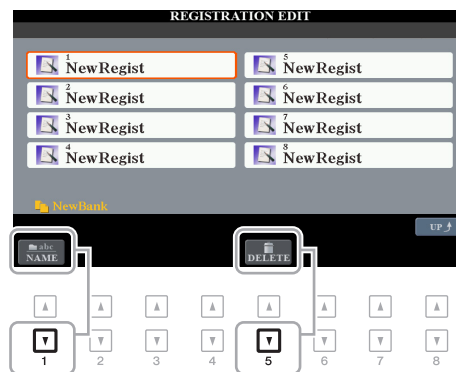 REGISTRATION EDIT
1 NewRegist
5 NewRegist
2 NewRegist
6 NewRegist
3 NewRegist
7 NewRegist
4 NewRegist
8 NewRegist
NewBank
UP
abc
NAME
DELETE
1 2 3 4 5 6 7 8